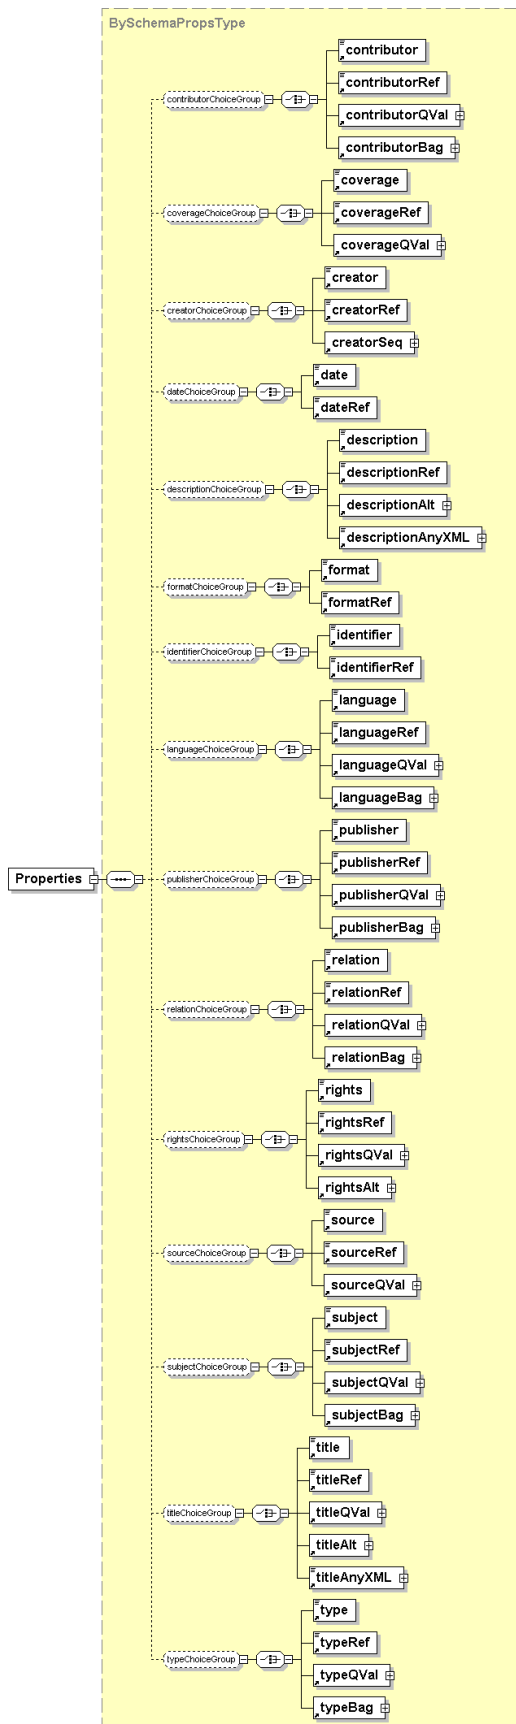 BySchemaPropsType
contributor
contributorRef
contributorChoiceGroup
contributorQVal
contributorBag
coverage
coverageChoiceGroup
coverageRef
coverageQVal
creator
creatorChoiceGroup
creatorRef
creatorSeq
date
dateChoiceGroup
dateRef
description
descriptionRef
descriptionChoiceGroup
descriptionAlt
descriptionAnyXML
format
formatChoiceGroup
formatRef
identifier
identifierChoiceGroup
identifierRef
language
languageRef
languageChoiceGroup
languageQVal
languageBag
publisher
publisherRef
Properties
publisherChoiceGroup
publisherQVal
publisherBag
relation
relationRef
relationChoiceGroup
relationQVal
relationBag
rights
rightsRef
rightsChoiceGroup
rightsQVal
rightsAlt
source
sourceChoiceGroup
sourceRef
sourceQVal
subject
subjectRef
subjectChoiceGroup
subjectQVal
subjectBag
title
titleRef
titleChoiceGroup
titleQVal
titleAlt
titleAnyXML
type
typeRef
typeChoiceGroup
typeQVal
typeBag